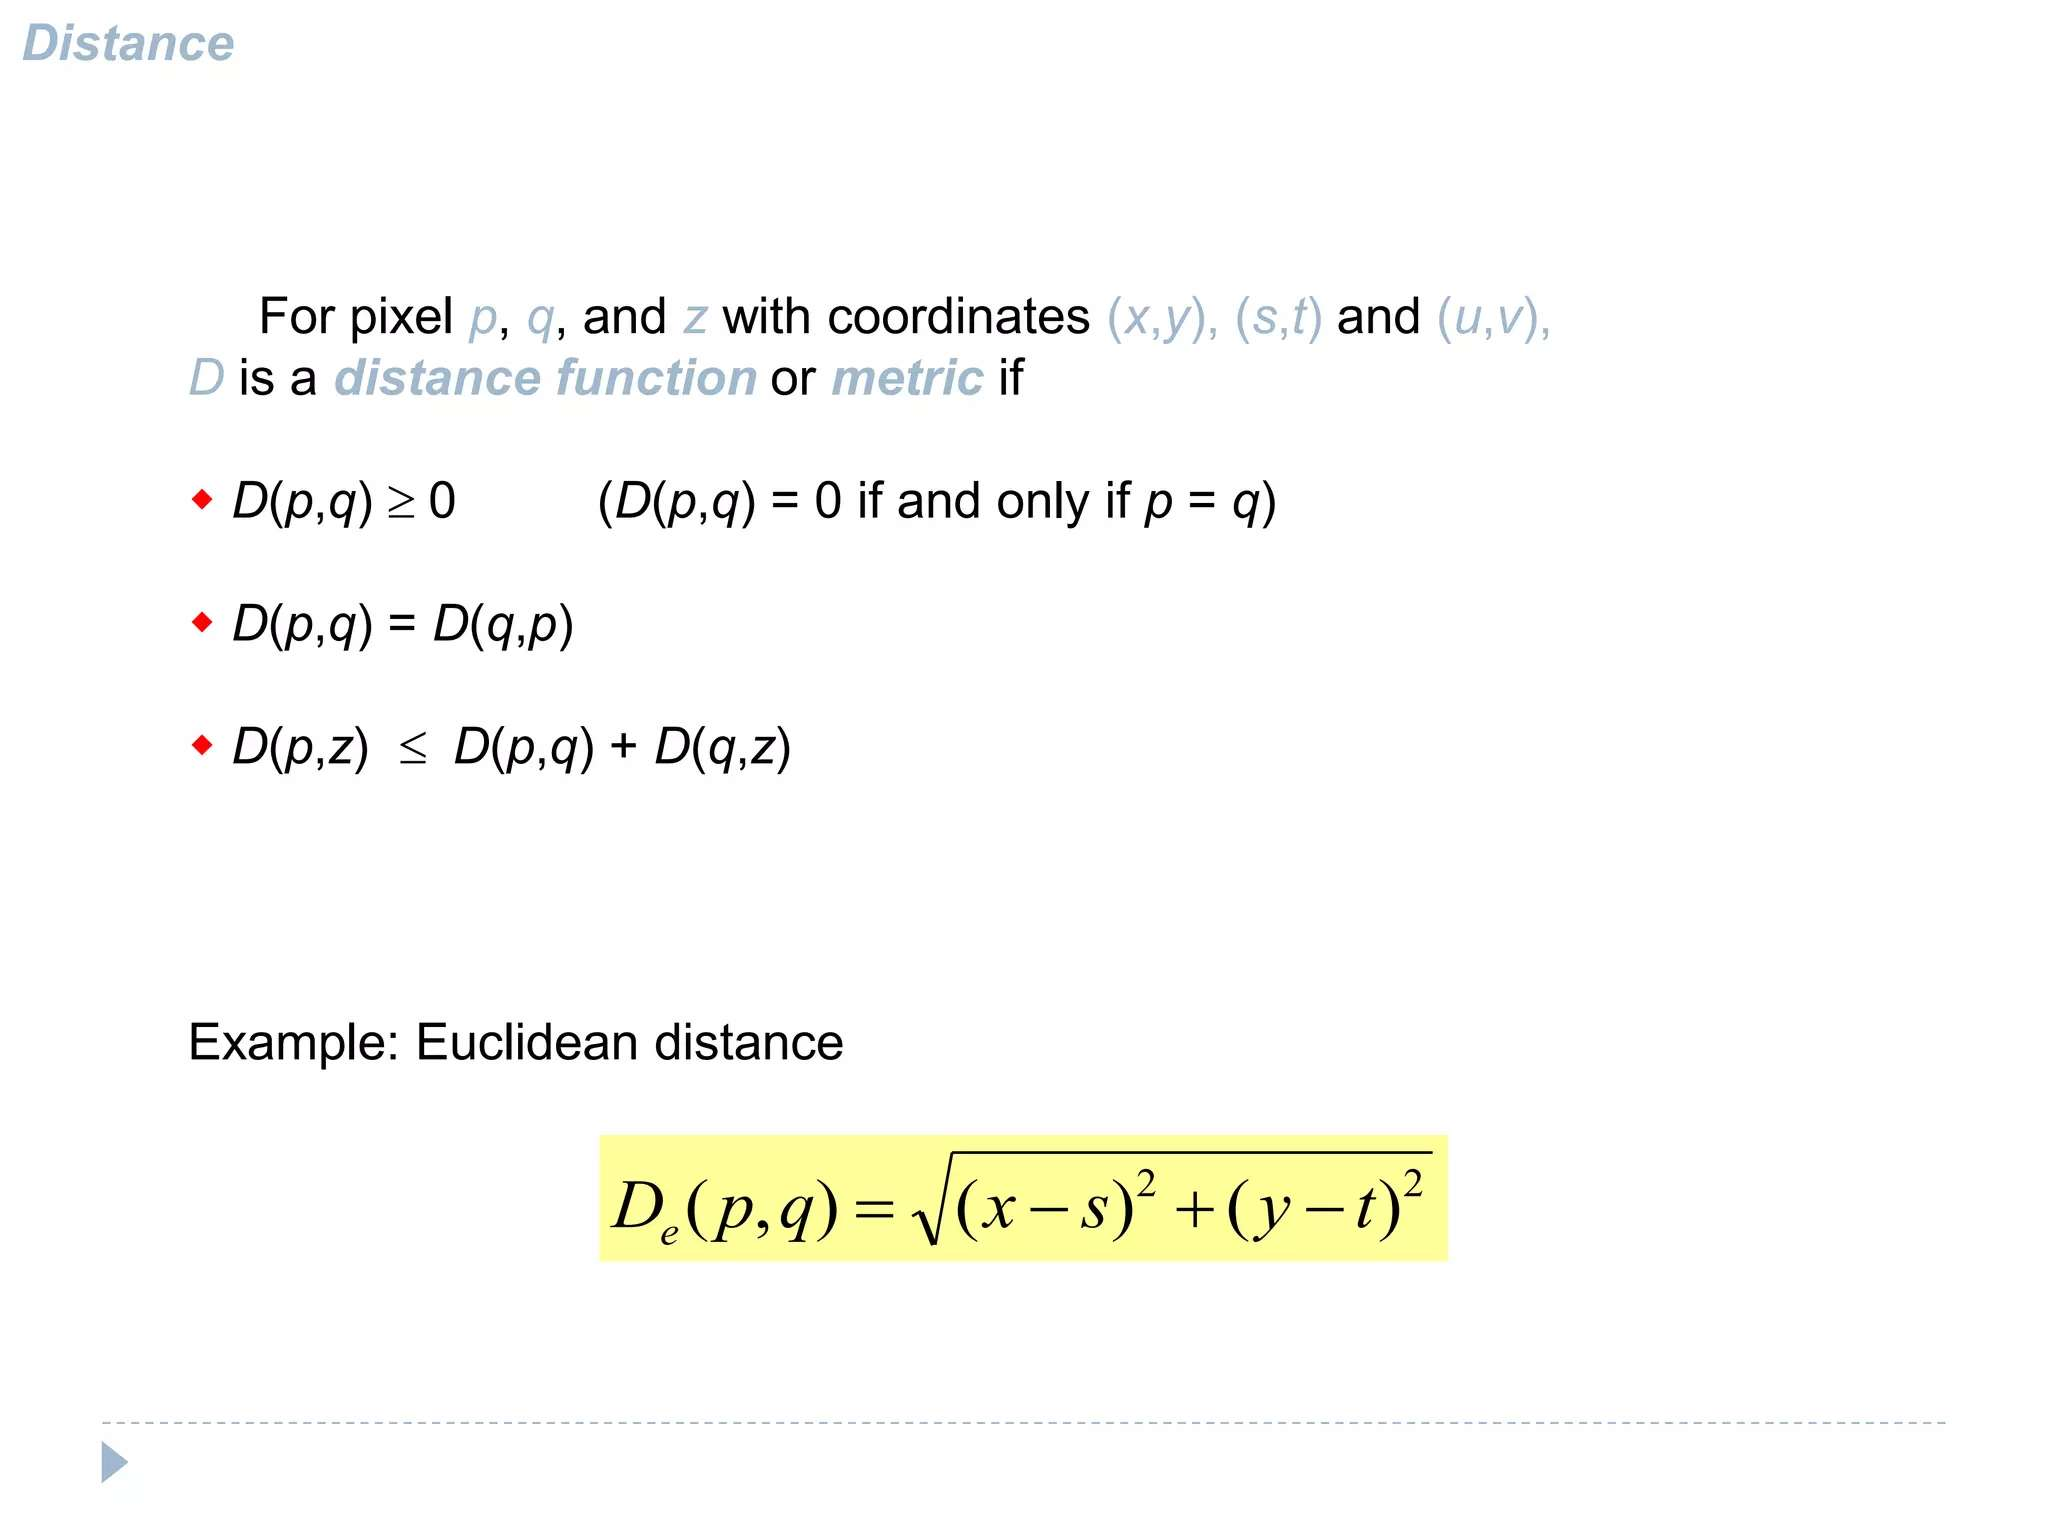 Distance
For pixel p, q, and z with coordinates (x,y), (s,t) and (u,v),
D is a distance function or metric if
◆ D(p,q) ≥ 0 (D(p,q) = 0 if and only if p = q)
◆ D(p,q) = D(q,p)
◆ D(p,z) ≤ D(p,q) + D(q,z)
Example: Euclidean distance
Dₑ(p,q) = √((x − s)² + (y − t)²)